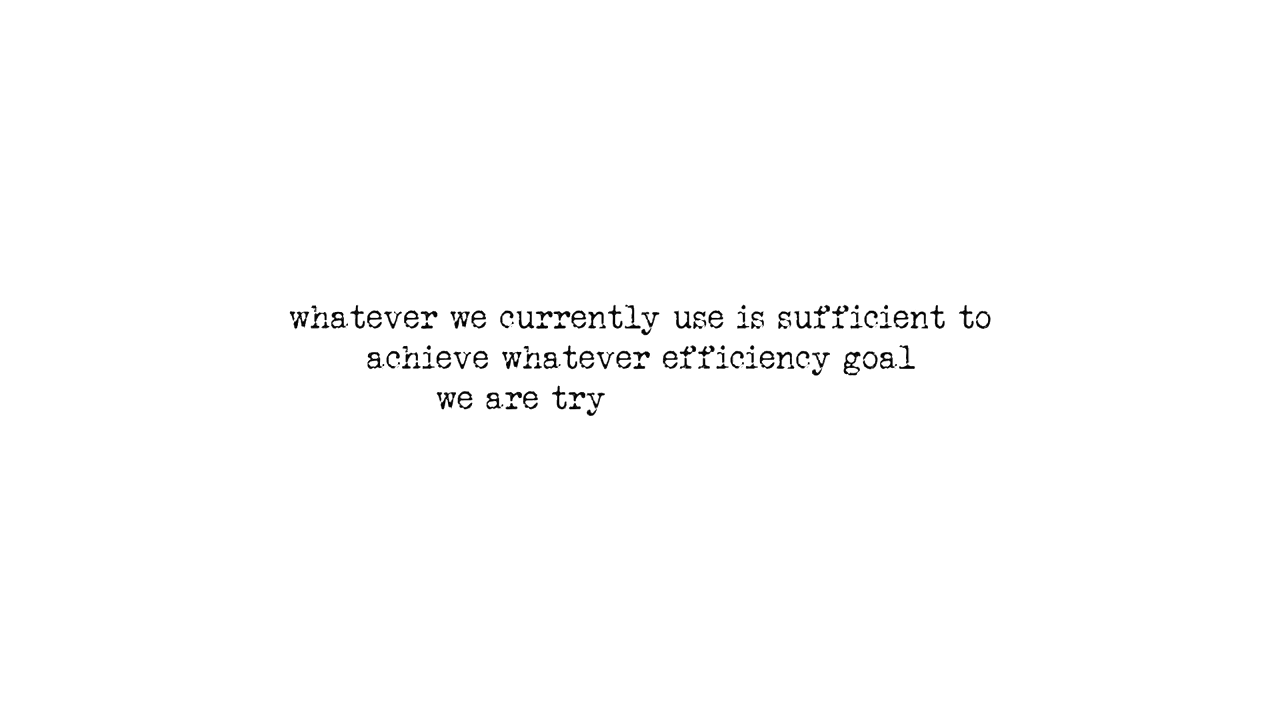 whatever we currently use is sufficient to
achieve whatever efficiency goal
we are try